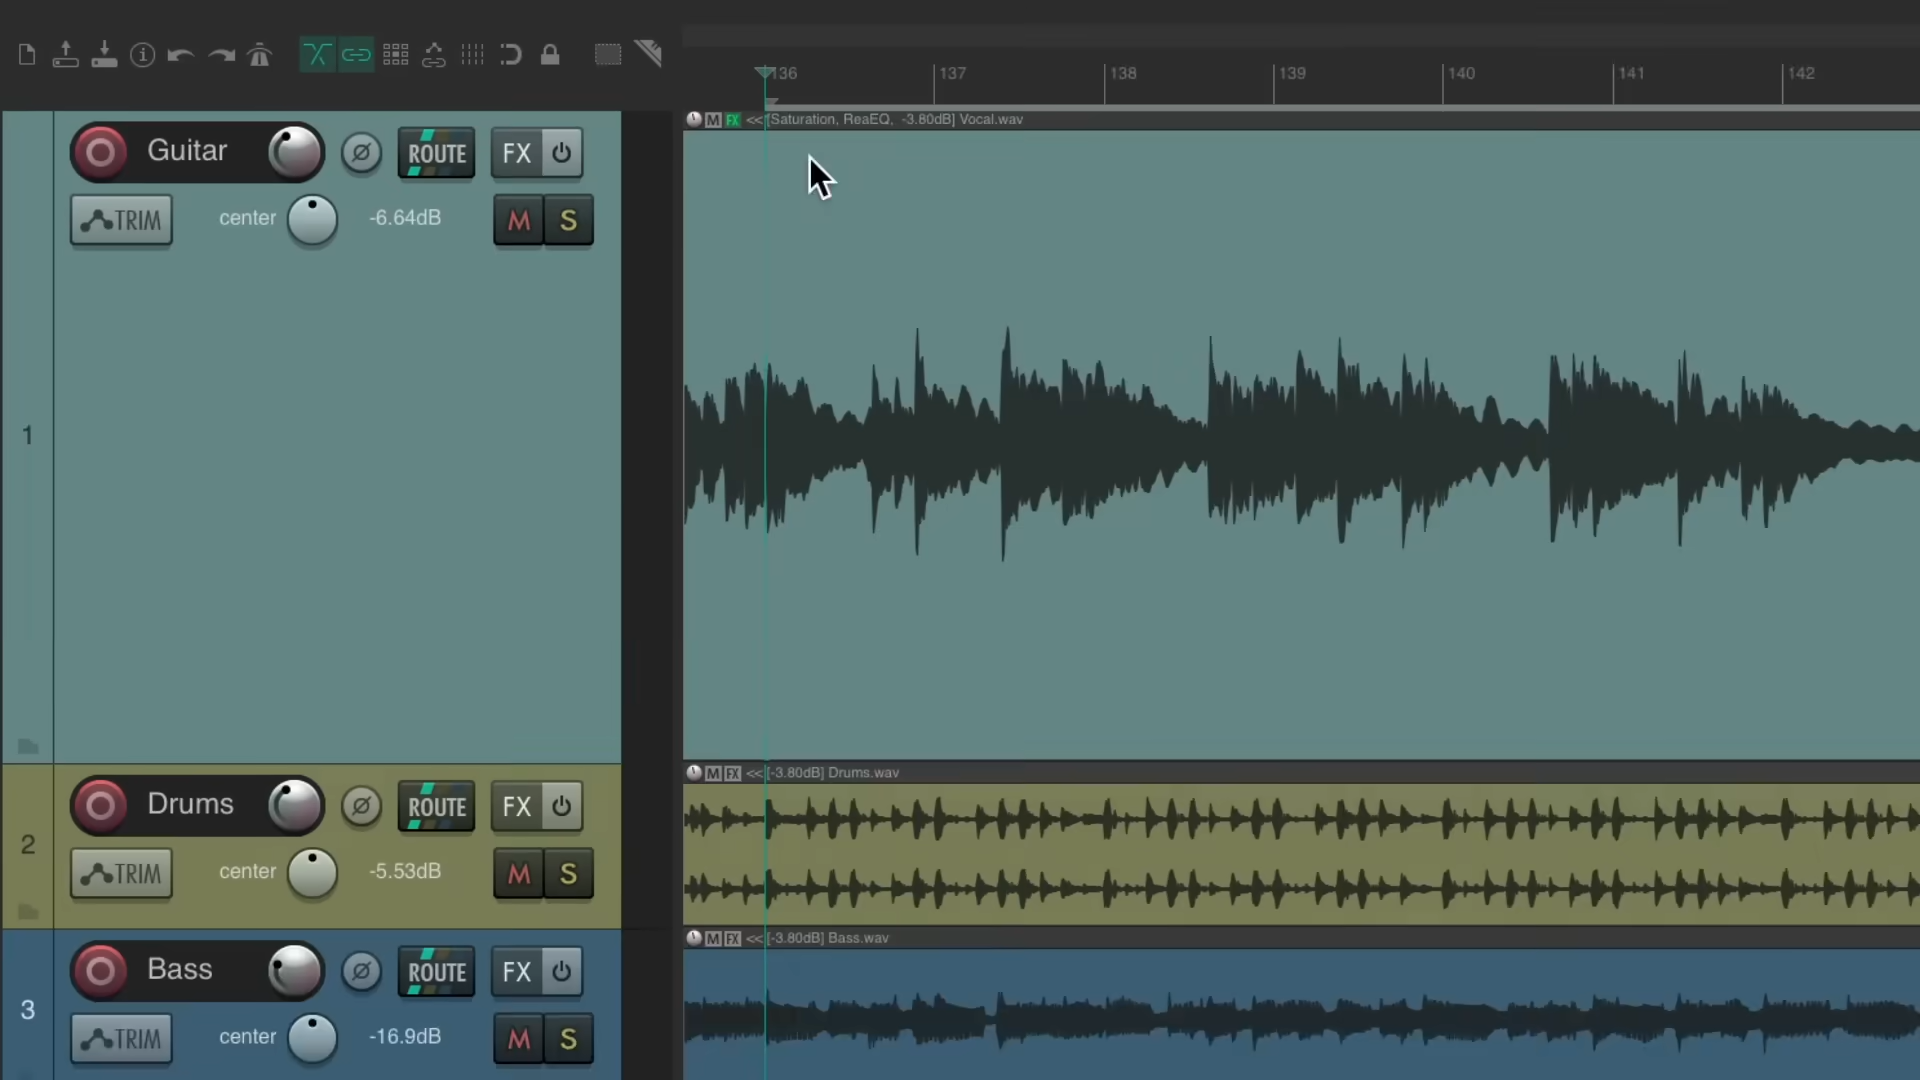 136 137 138 139 140 141 142
M FX << [Saturation, ReaEQ, -3.80dB] Vocal.wav
Guitar ROUTE FX
TRIM center -6.64dB M S
1
M FX << [-3.80dB] Drums.wav
Drums ROUTE FX
2
TRIM center -5.53dB M S
M FX << [-3.80dB] Bass.wav
Bass ROUTE FX
3
TRIM center -16.9dB M S